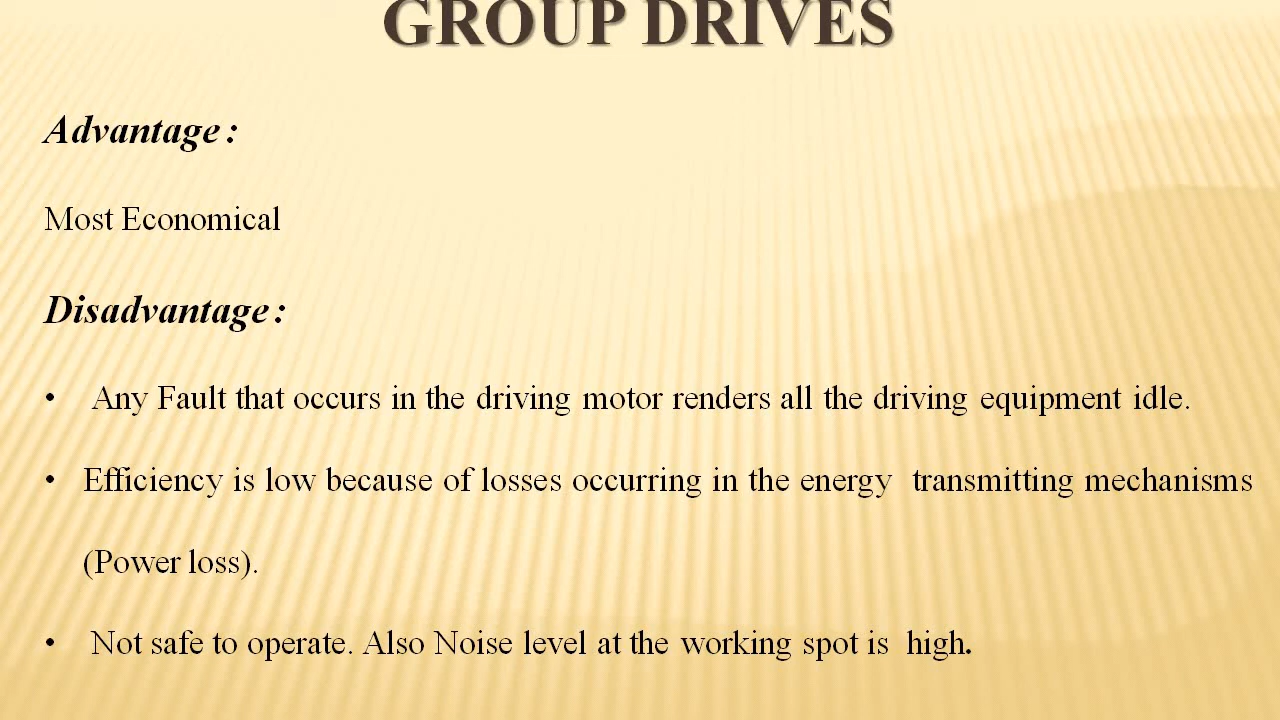 GROUP DRIVES
Advantage :
Most Economical
Disadvantage :
• Any Fault that occurs in the driving motor renders all the driving equipment idle.
• Efficiency is low because of losses occurring in the energy transmitting mechanisms
(Power loss).
• Not safe to operate. Also Noise level at the working spot is high.